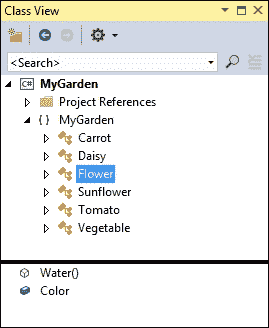 Class View
<Search>
C# MyGarden
Project References
{ } MyGarden
Carrot
Daisy
Flower
Sunflower
Tomato
Vegetable
Water()
Color